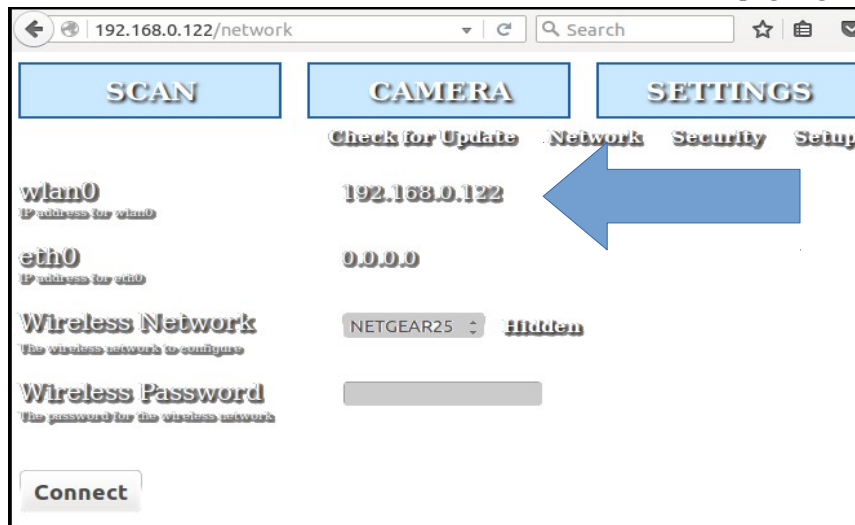 192.168.0.122/network Search
SCAN CAMERA SETTINGS
Check for Update Network Security Setup
wlan0 192.168.0.122
IP address for wlan0
eth0 0.0.0.0
IP address for eth0
Wireless Network NETGEAR25 Hidden
The wireless network to configure
Wireless Password
The password for the wireless network
Connect